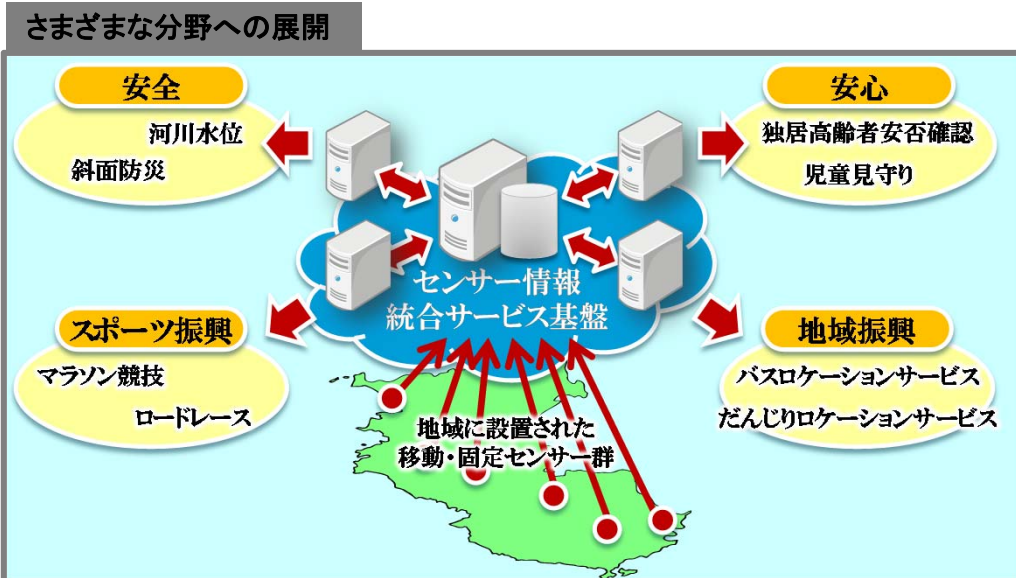 さまざまな分野への展開
安全
河川水位
斜面防災
安心
独居高齢者安否確認
児童見守り
センサー情報
統合サービス基盤
スポーツ振興
マラソン競技
ロードレース
地域振興
バスロケーションサービス
だんじりロケーションサービス
地域に設置された
移動・固定センサー群